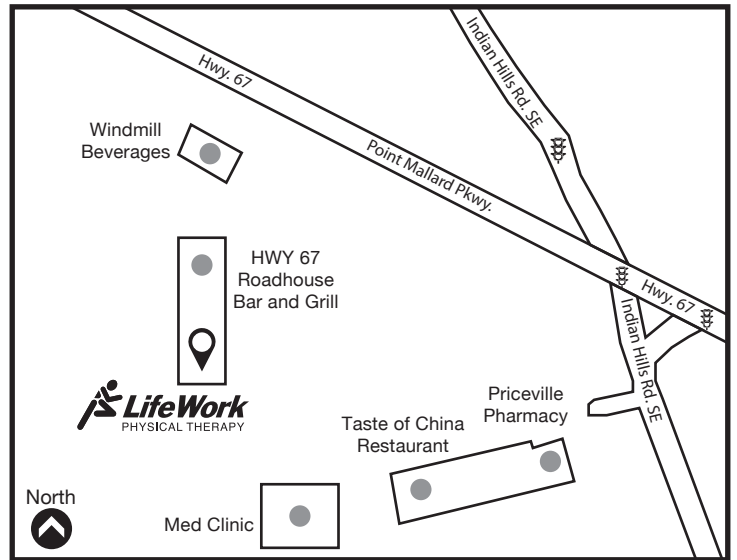 Hwy. 67
Indian Hills Rd. SE
Windmill
Beverages
Point Mallard Pkwy.
HWY 67
Roadhouse
Bar and Grill
Hwy. 67
Indian Hills Rd. SE
LifeWork
PHYSICAL THERAPY
Priceville
Pharmacy
Taste of China
Restaurant
North
Med Clinic